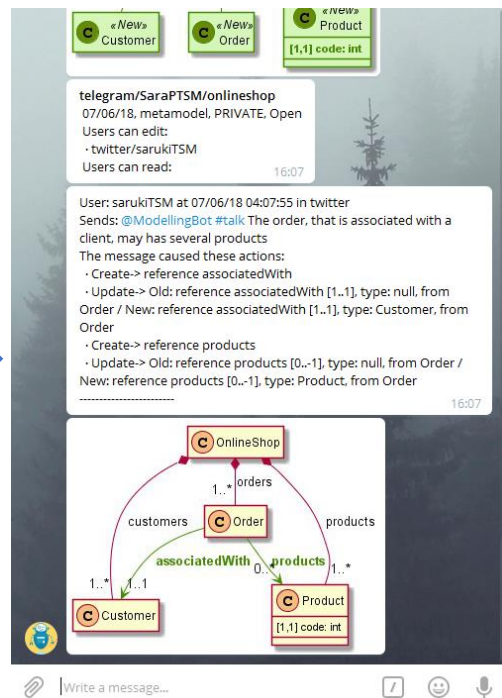 «New»
C Customer
«New»
C Order
«New»
C Product
[1,1] code: int
telegram/SaraPTSM/onlineshop
07/06/18, metamodel, PRIVATE, Open
Users can edit:
· twitter/sarukiTSM
Users can read:
16:07
User: sarukiTSM at 07/06/18 04:07:55 in twitter
Sends: @ModellingBot #talk The order, that is associated with a
client, may has several products
The message caused these actions:
· Create-> reference associatedWith
· Update-> Old: reference associatedWith [1..1], type: null, from
Order / New: reference associatedWith [1..1], type: Customer, from
Order
· Create-> reference products
· Update-> Old: reference products [0..-1], type: null, from Order /
New: reference products [0..-1], type: Product, from Order
------------------------
16:07
C OnlineShop
1..* orders
customers
C Order
products
associatedWith
0..* products
1..*
1..1
1..*
C Customer
C Product
[1,1] code: int
Write a message...
/